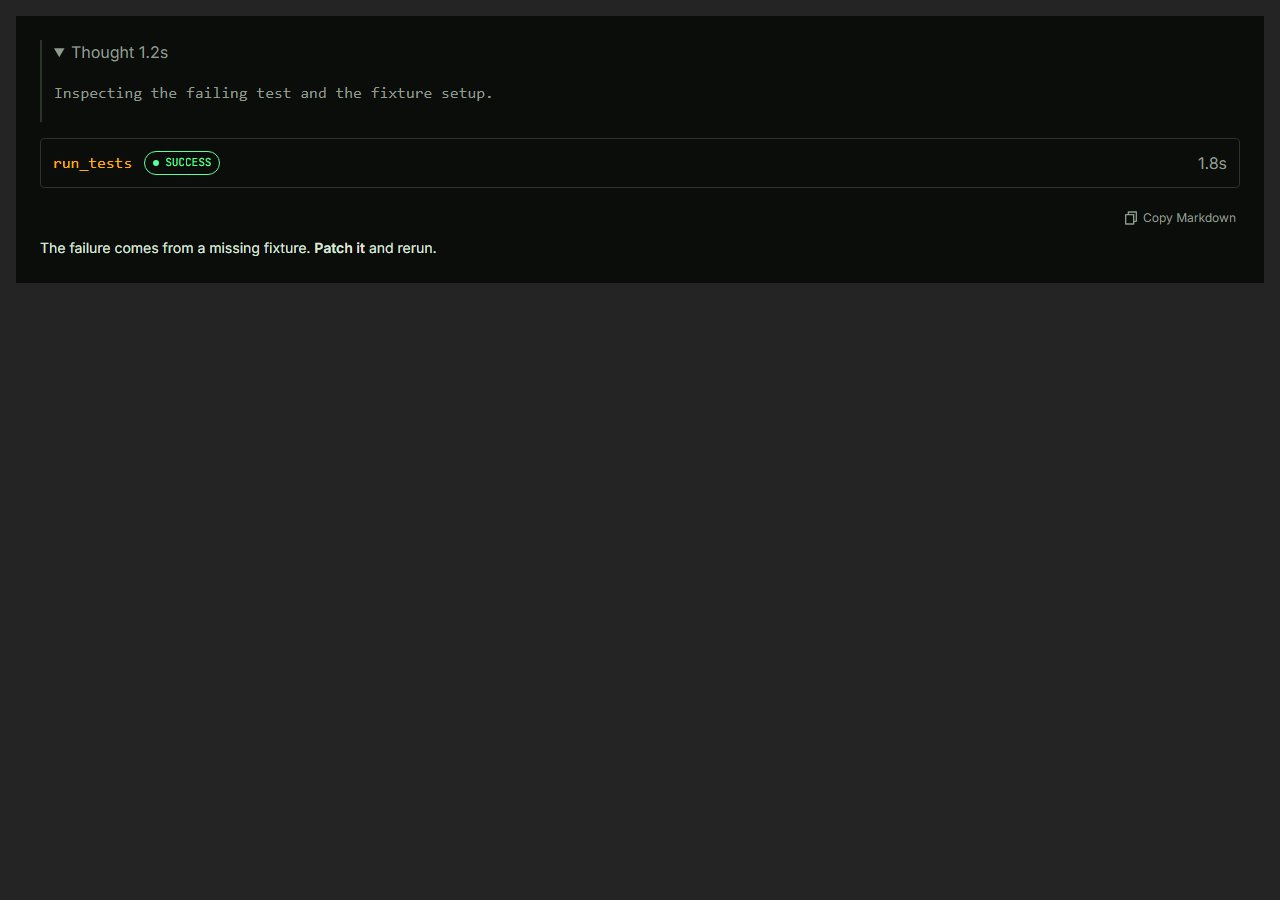 Thought 1.2s
Inspecting the failing test and the fixture setup.
run_tests SUCCESS 1.8s
Copy Markdown
The failure comes from a missing fixture. Patch it and rerun.